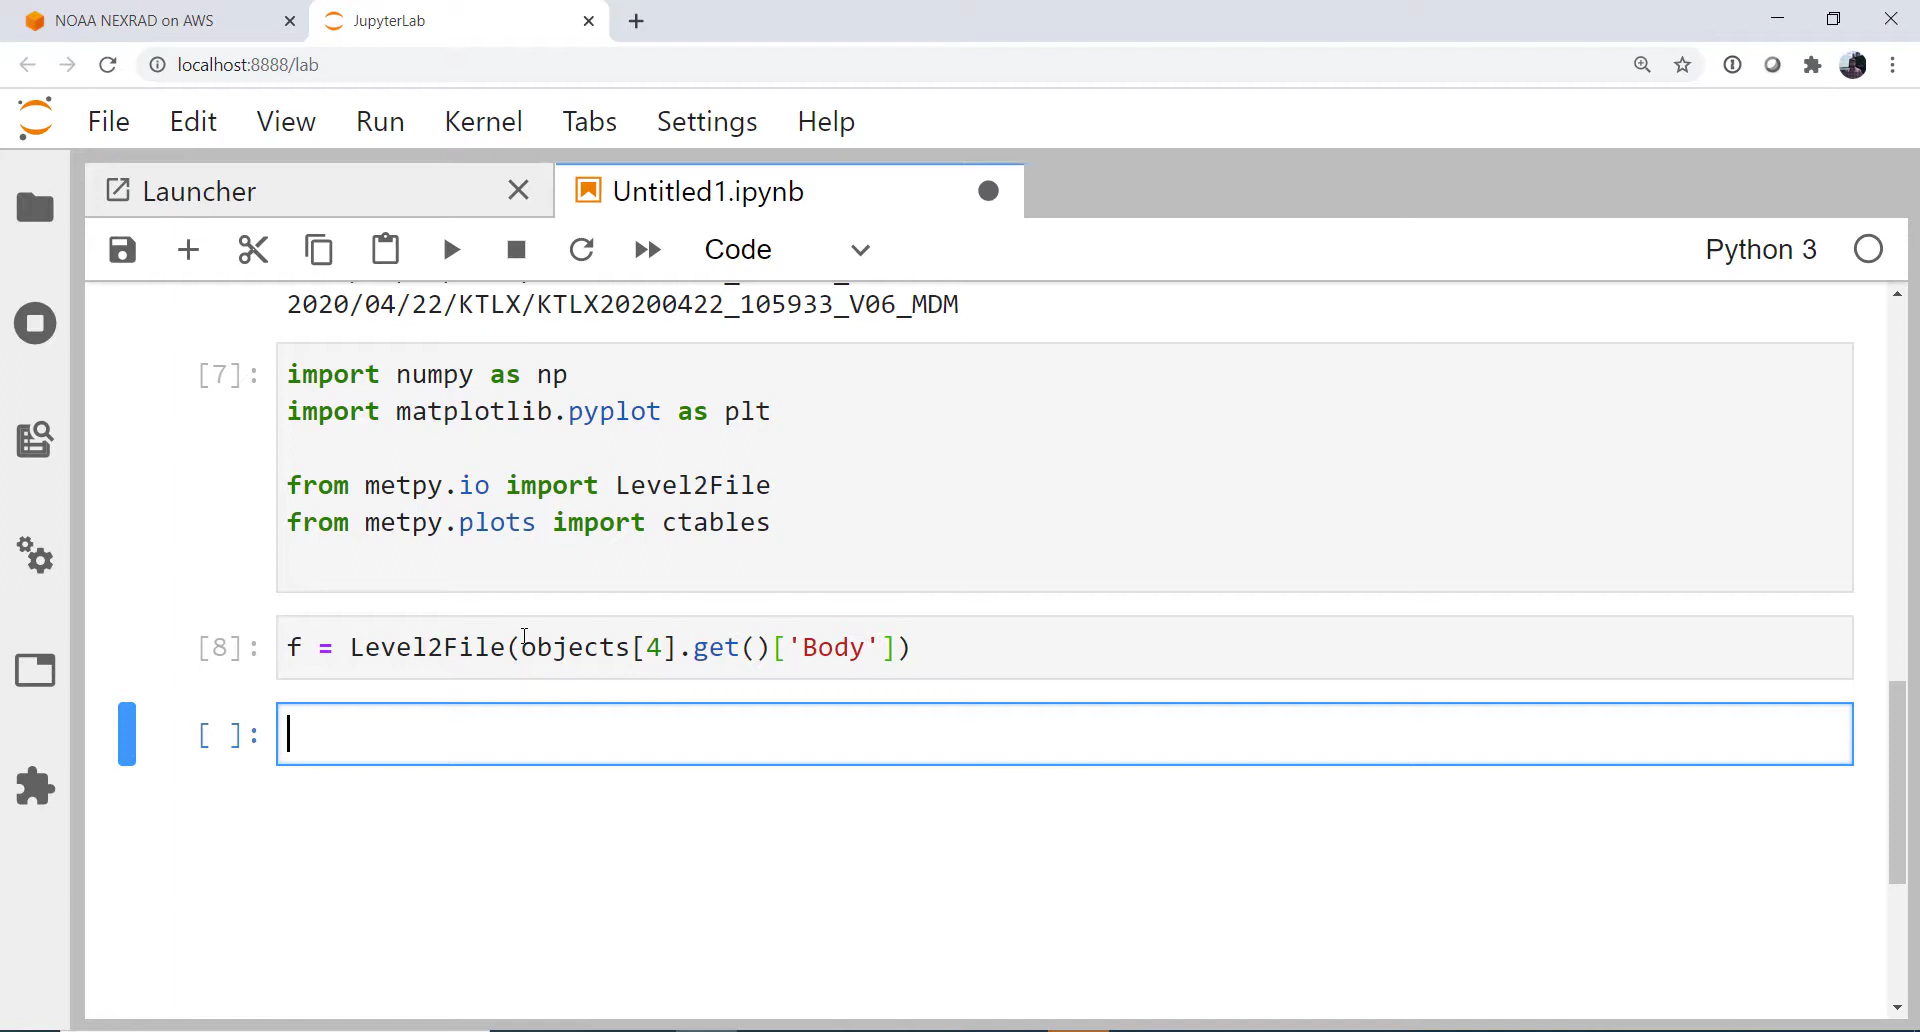 NOAA NEXRAD on AWS
JupyterLab
localhost:8888/lab
File Edit View Run Kernel Tabs Settings Help
Launcher
Untitled1.ipynb
Code
Python 3
2020/04/22/KTLX/KTLX20200422_105933_V06_MDM
[7]:
import numpy as np
import matplotlib.pyplot as plt
from metpy.io import Level2File
from metpy.plots import ctables
[8]:
f = Level2File(objects[4].get()['Body'])
[ ]: